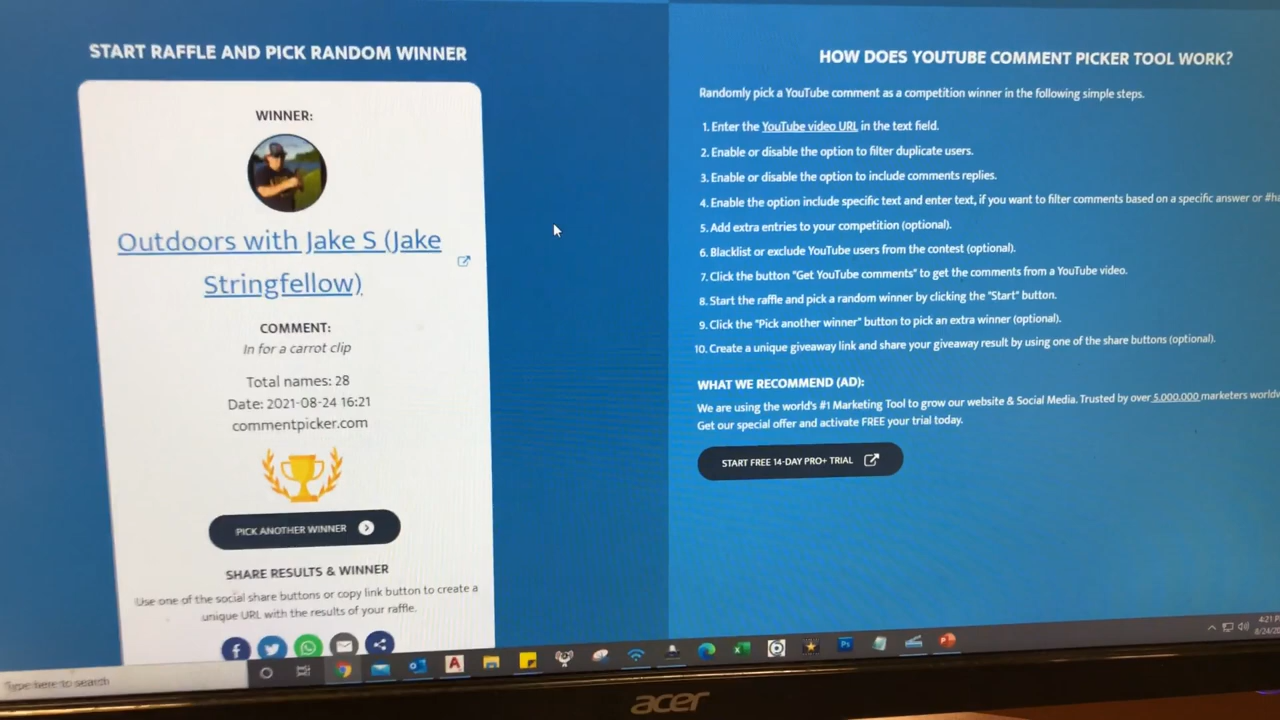 START RAFFLE AND PICK RANDOM WINNER
WINNER:
Outdoors with Jake S (Jake
Stringfellow)
COMMENT:
In for a carrot clip
Total names: 28
Date: 2021-08-24 16:21
commentpicker.com
PICK ANOTHER WINNER
SHARE RESULTS & WINNER
Use one of the social share buttons or copy link button to create a
unique URL with the results of your raffle.
HOW DOES YOUTUBE COMMENT PICKER TOOL WORK?
Randomly pick a YouTube comment as a competition winner in the following simple steps.
1. Enter the YouTube video URL in the text field.
2. Enable or disable the option to filter duplicate users.
3. Enable or disable the option to include comments replies.
4. Enable the option include specific text and enter text, if you want to filter comments based on a specific answer or
5. Add extra entries to your competition (optional).
6. Blacklist or exclude YouTube users from the contest (optional).
7. Click the button "Get YouTube comments" to get the comments from a YouTube video.
8. Start the raffle and pick a random winner by clicking the "Start" button.
9. Click the "Pick another winner" button to pick an extra winner (optional).
10. Create a unique giveaway link and share your giveaway result by using one of the share buttons (optional).
WHAT WE RECOMMEND (AD):
We are using the world's #1 Marketing Tool to grow our website & Social Media. Trusted by over 5.000.000 marketers
Get our special offer and activate FREE your trial today.
START FREE 14-DAY PRO+ TRIAL
Type here to search
4:21
acer